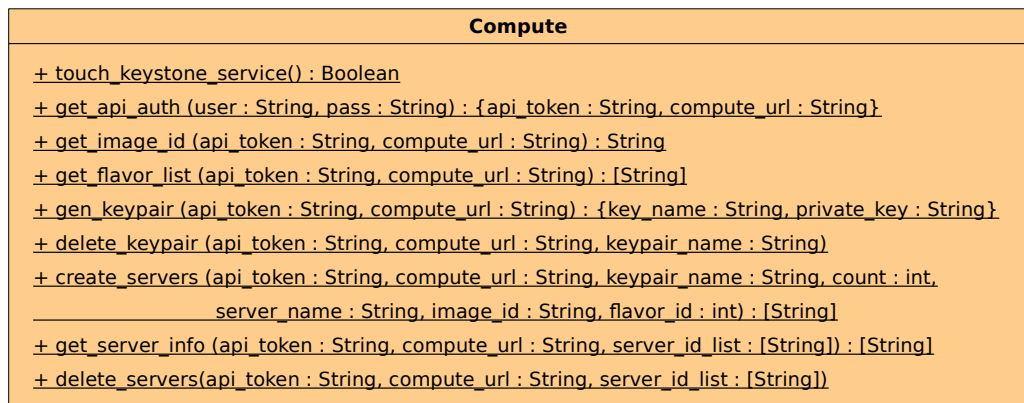 Compute
+ touch_keystone_service() : Boolean
+ get_api_auth (user : String, pass : String) : {api_token : String, compute_url : String}
+ get_image_id (api_token : String, compute_url : String) : String
+ get_flavor_list (api_token : String, compute_url : String) : [String]
+ gen_keypair (api_token : String, compute_url : String) : {key_name : String, private_key : String}
+ delete_keypair (api_token : String, compute_url : String, keypair_name : String)
+ create_servers (api_token : String, compute_url : String, keypair_name : String, count : int,
server_name : String, image_id : String, flavor_id : int) : [String]
+ get_server_info (api_token : String, compute_url : String, server_id_list : [String]) : [String]
+ delete_servers(api_token : String, compute_url : String, server_id_list : [String])